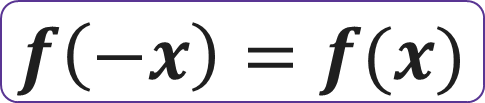 f(−x) = f(x)